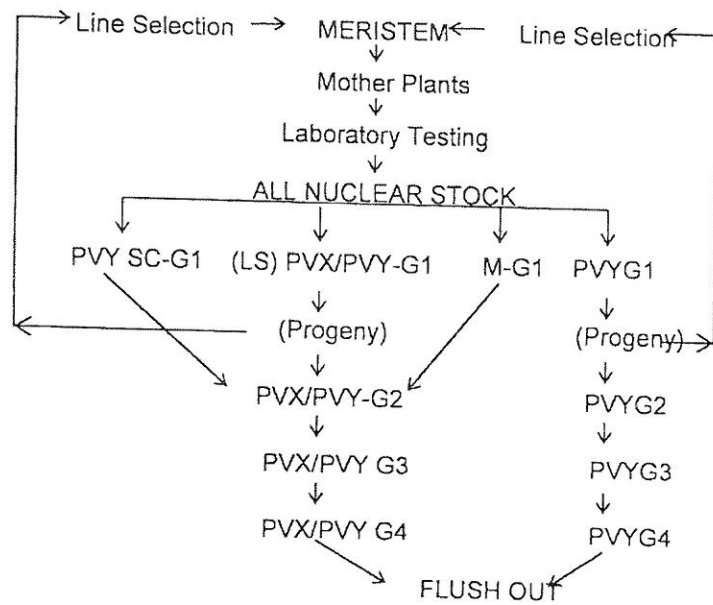 Line Selection MERISTEM Line Selection
Mother Plants
Laboratory Testing
ALL NUCLEAR STOCK
PVY SC-G1 (LS) PVX/PVY-G1 M-G1 PVYG1
(Progeny) (Progeny)
PVX/PVY-G2 PVYG2
PVX/PVY G3 PVYG3
PVX/PVY G4 PVYG4
FLUSH OUT